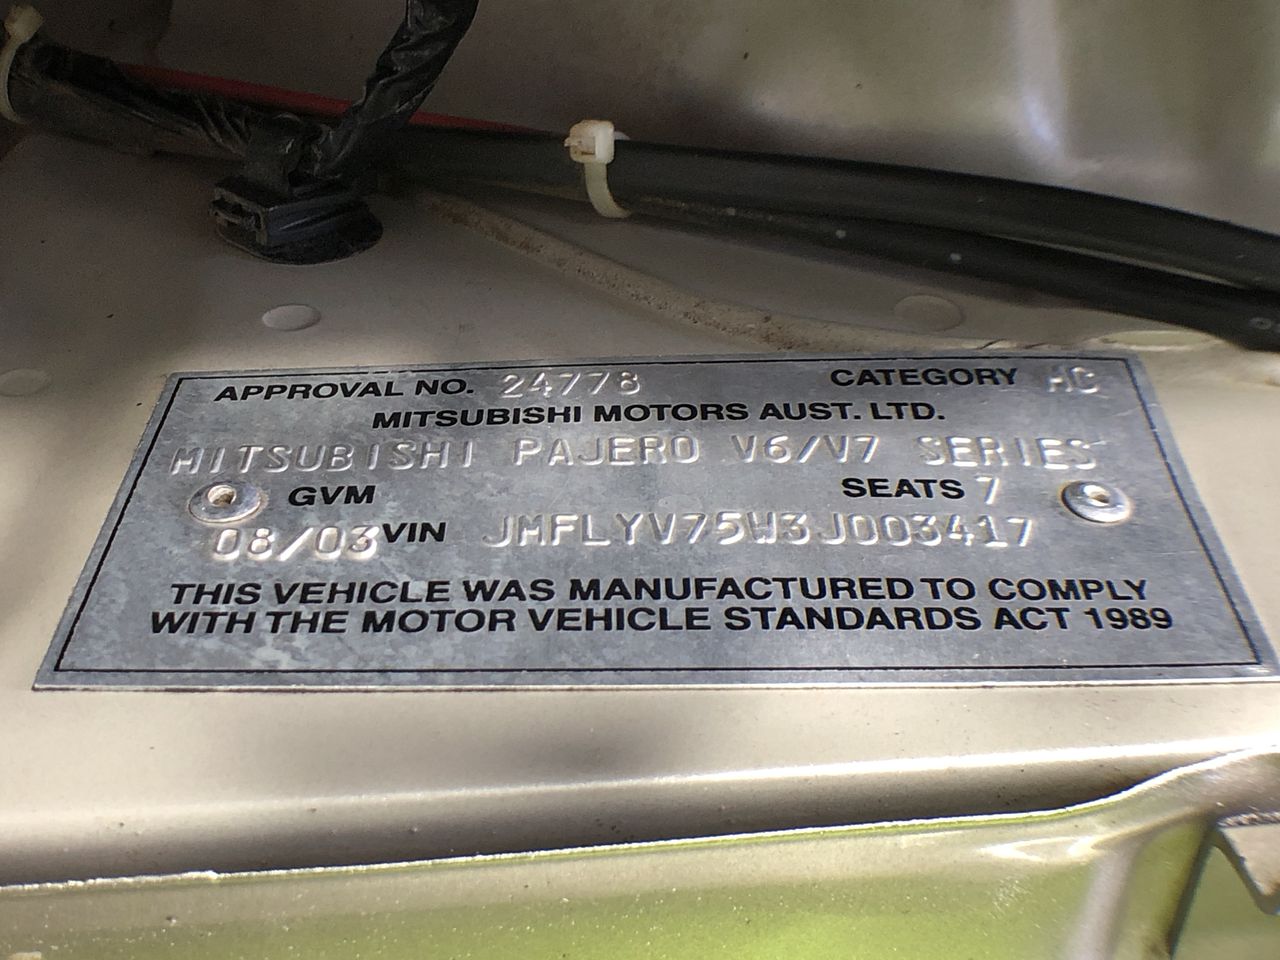 APPROVAL NO. 24778 CATEGORY MC
MITSUBISHI MOTORS AUST. LTD.
MITSUBISHI PAJERO V6/V7 SERIES
GVM SEATS 7
08/03 VIN JMFLYV75W3J003417
THIS VEHICLE WAS MANUFACTURED TO COMPLY
WITH THE MOTOR VEHICLE STANDARDS ACT 1989